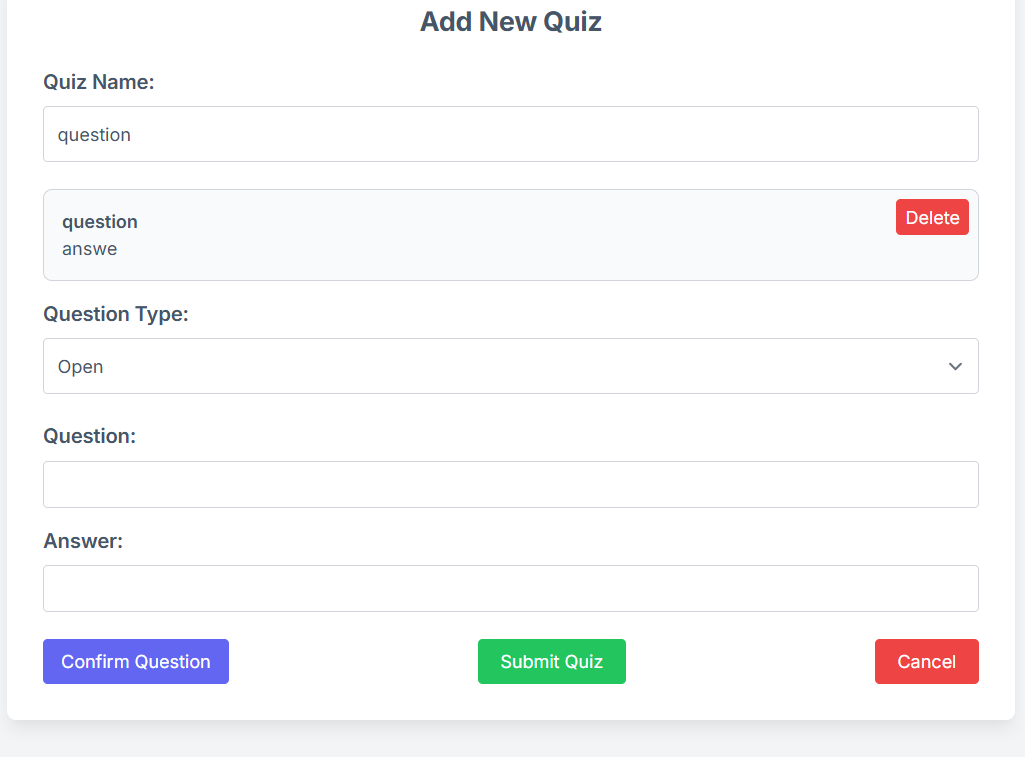 Add New Quiz
Quiz Name:
question
question
Delete
answe
Question Type:
Open
Question:
Answer:
Confirm Question
Submit Quiz
Cancel